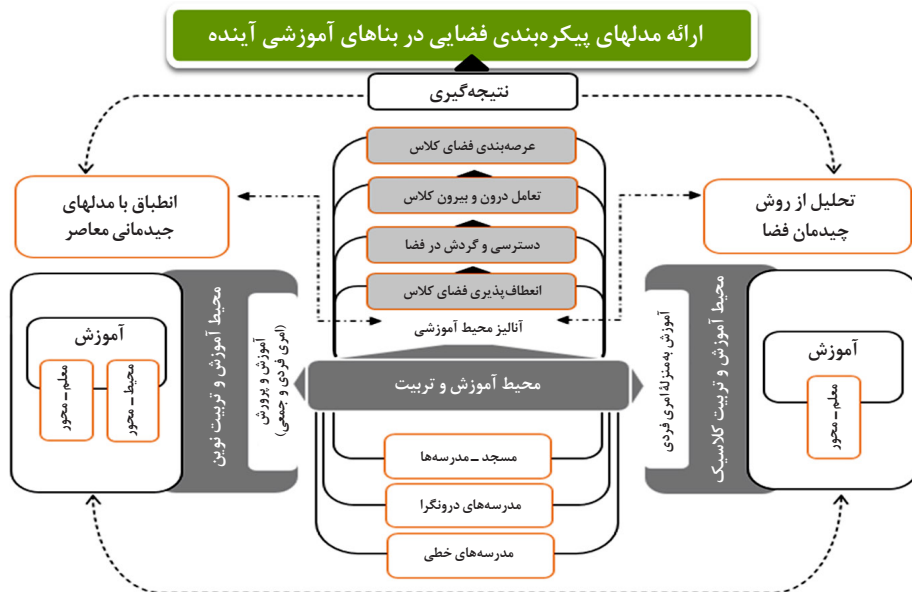 ارائه مدلهای پیکره‌بندی فضایی در بناهای آموزشی آینده
نتیجه‌گیری
عرصه‌بندی فضای کلاس
تعامل درون و بیرون کلاس
دسترسی و گردش در فضا
انعطاف‌پذیری فضای کلاس
آنالیز محیط آموزشی
تحلیل از روش
چیدمان فضا
انطباق با مدلهای
جیدمانی معاصر
محیط آموزش و تربیت
محیط آموزش و تربیت کلاسیک
آموزش به‌منزلهٔ امری فردی
آموزش
معلم ــ محور
محیط آموزش و تربیت نوین
آموزش و پرورش
(امری فردی و جمعی)
آموزش
محیط ــ محور
معلم ــ محور
مسجد ــ مدرسه‌ها
مدرسه‌های درونگرا
مدرسه‌های خطی